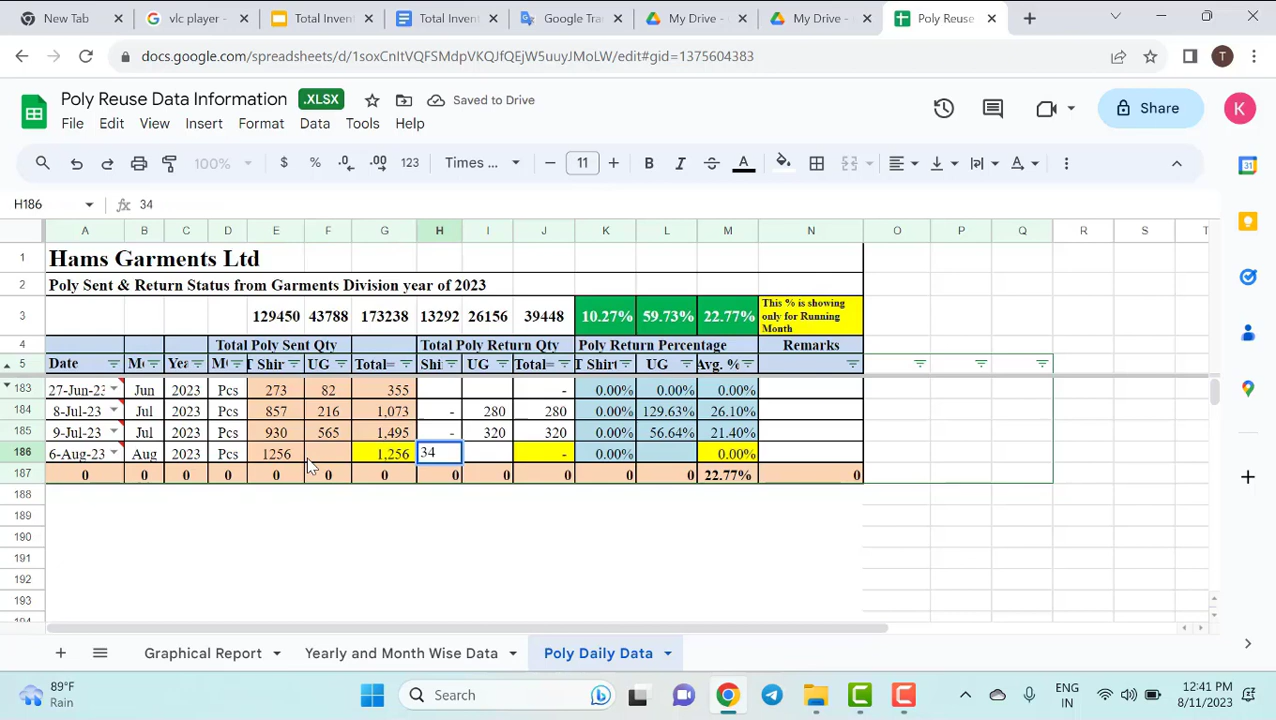 New Tab
vlc player -
Total Inven
Total Inven
Google Tra
My Drive -
My Drive -
Poly Reuse
docs.google.com/spreadsheets/d/1soxCnItVQFSMdpVKQJfQEjW5uuyJMoLW/edit#gid=1375604383
T
Poly Reuse Data Information .XLSX Saved to Drive
Share K
File Edit View Insert Format Data Tools Extensions Help
100% $ % .0 .00 123 Times ... 11 B I A
H186 34
A B C D E F G H I J K L M N O P Q R S T
1 Hams Garments Ltd
2 Poly Sent & Return Status from Garments Division year of 2023
3 129450 43788 173238 13292 26156 39448 10.27% 59.73% 22.77% This % is showing only for Running Month
4 Total Poly Sent Qty Total Poly Return Qty Poly Return Percentage Remarks
5 Date M Yea M T Shir UG Total= Shi UG Total= T Shirt UG Avg. %
183 27-Jun-23 Jun 2023 Pcs 273 82 355 - 0.00% 0.00% 0.00%
184 8-Jul-23 Jul 2023 Pcs 857 216 1,073 - 280 280 0.00% 129.63% 26.10%
185 9-Jul-23 Jul 2023 Pcs 930 565 1,495 - 320 320 0.00% 56.64% 21.40%
186 6-Aug-23 Aug 2023 Pcs 1256 1,256 34 - 0.00% 0.00%
187 0 0 0 0 0 0 0 0 0 0 0 0 22.77% 0
188
189
190
191
192
193
194
Graphical Report Yearly and Month Wise Data Poly Daily Data
89°F
Rain
Search
ENG
IN
12:41 PM
8/11/2023